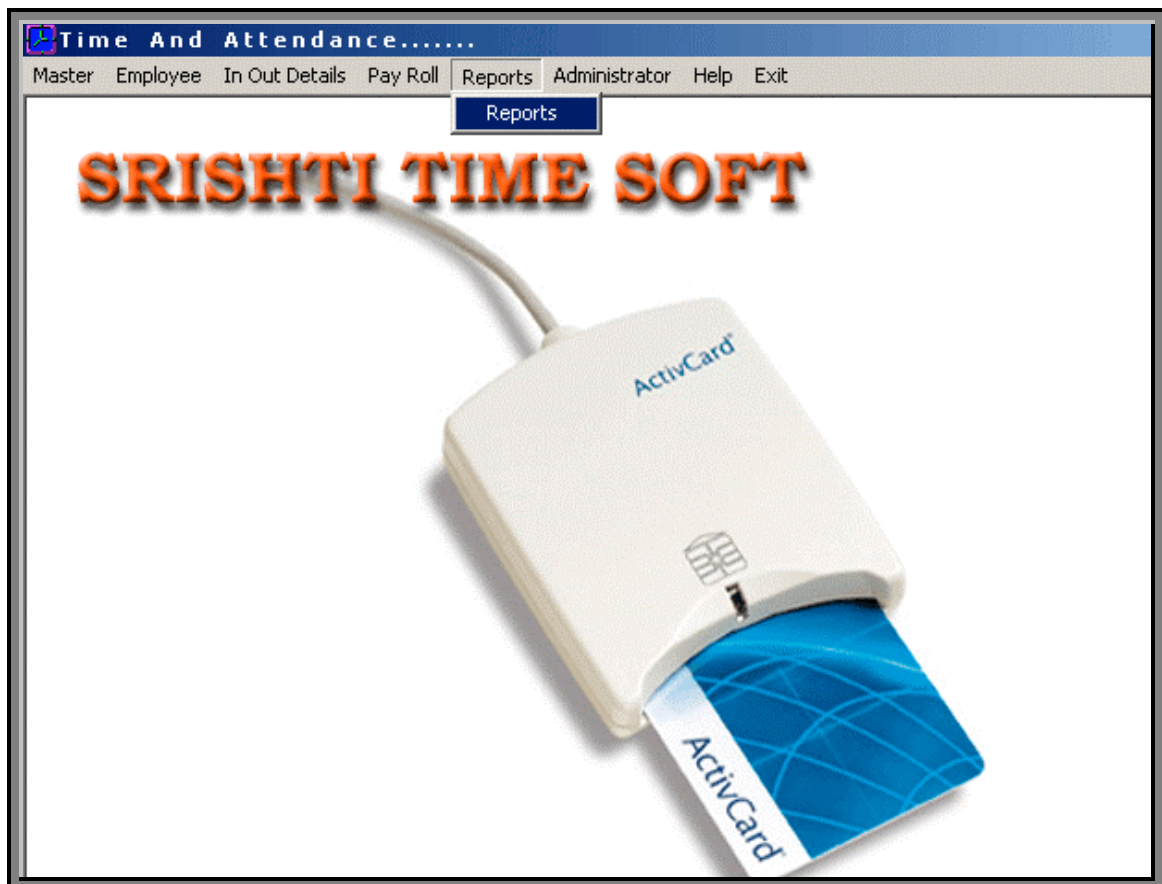 Time And Attendance.......
Master Employee In Out Details Pay Roll Reports Administrator Help Exit
Reports
SRISHTI TIME SOFT
ActivCard
ActivCard